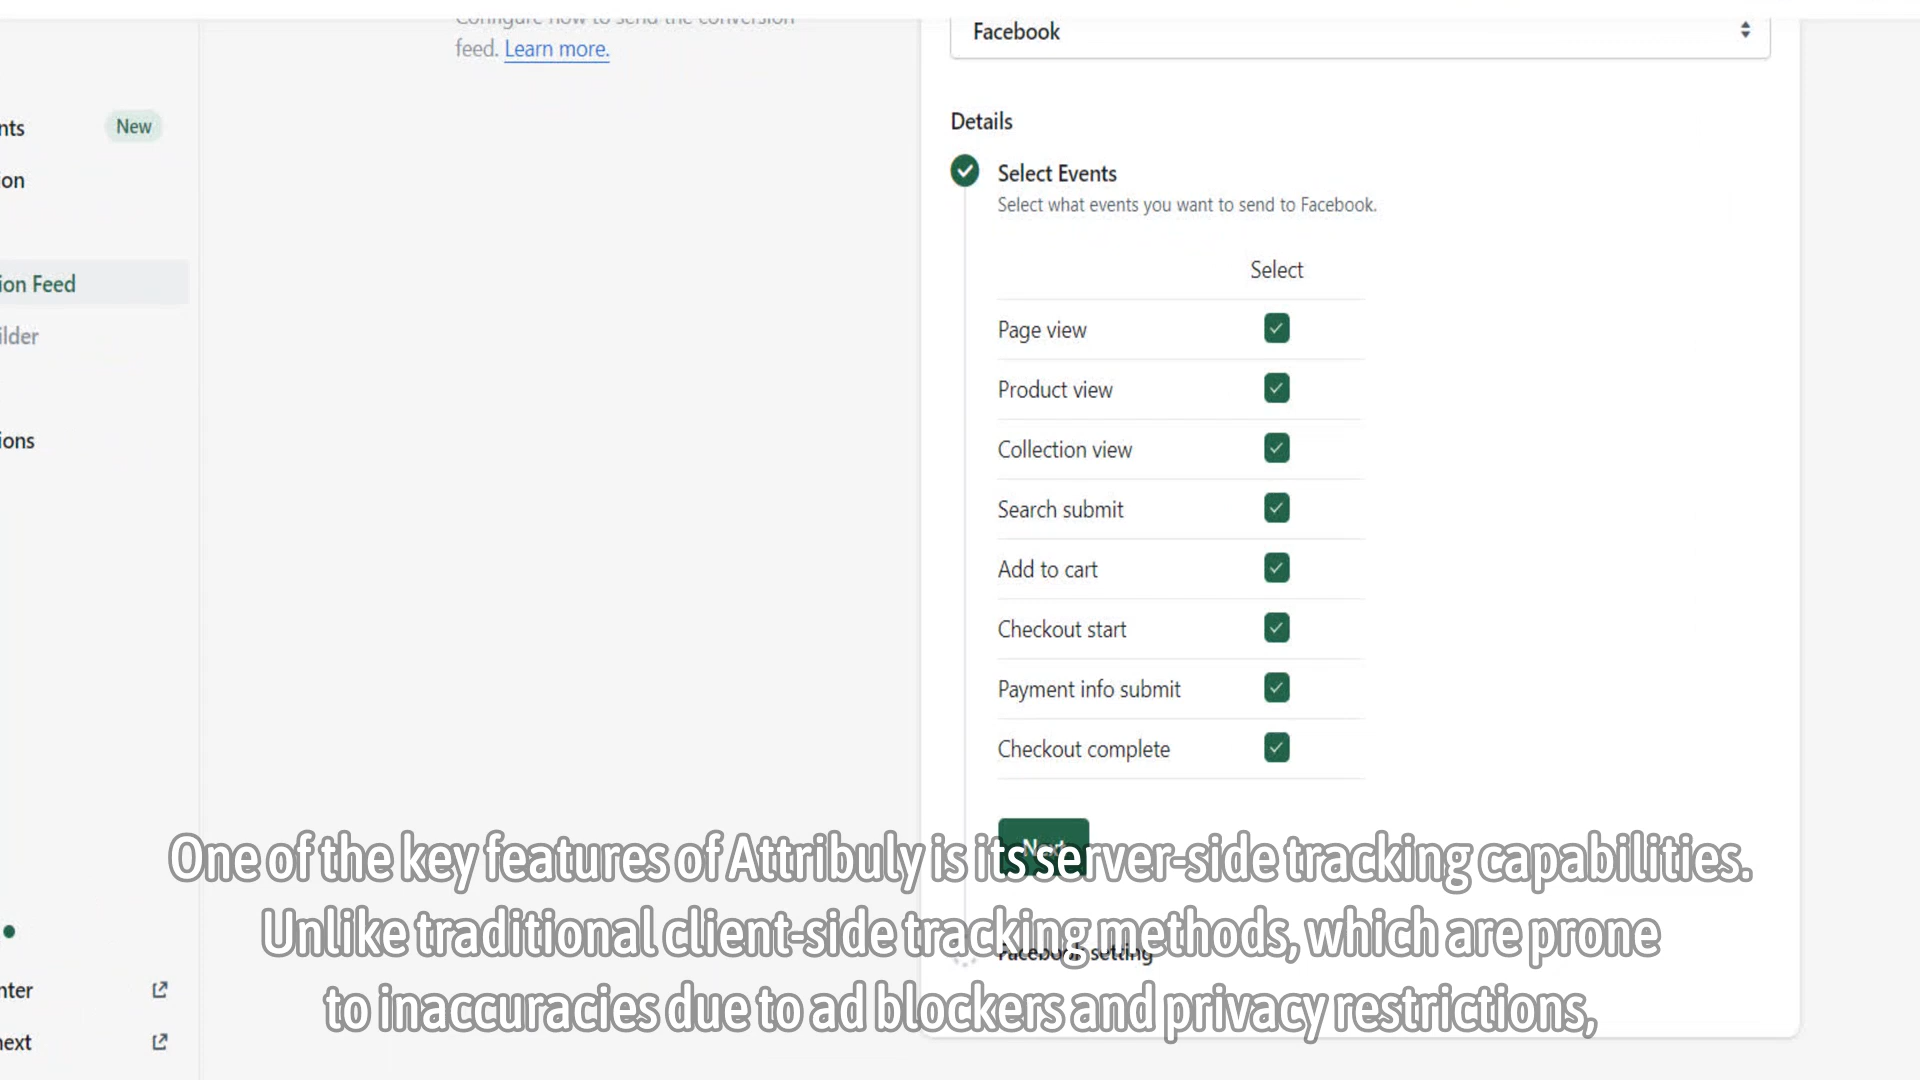 Configure how to send the conversion
feed. Learn more.
Facebook
nts
New
ion
ion Feed
ilder
ions
nter
next
Details
Select Events
Select what events you want to send to Facebook.
Select
Page view
Product view
Collection view
Search submit
Add to cart
Checkout start
Payment info submit
Checkout complete
Next
Facebook setting
One of the key features of Attribuly is its server-side tracking capabilities.
Unlike traditional client-side tracking methods, which are prone
to inaccuracies due to ad blockers and privacy restrictions,